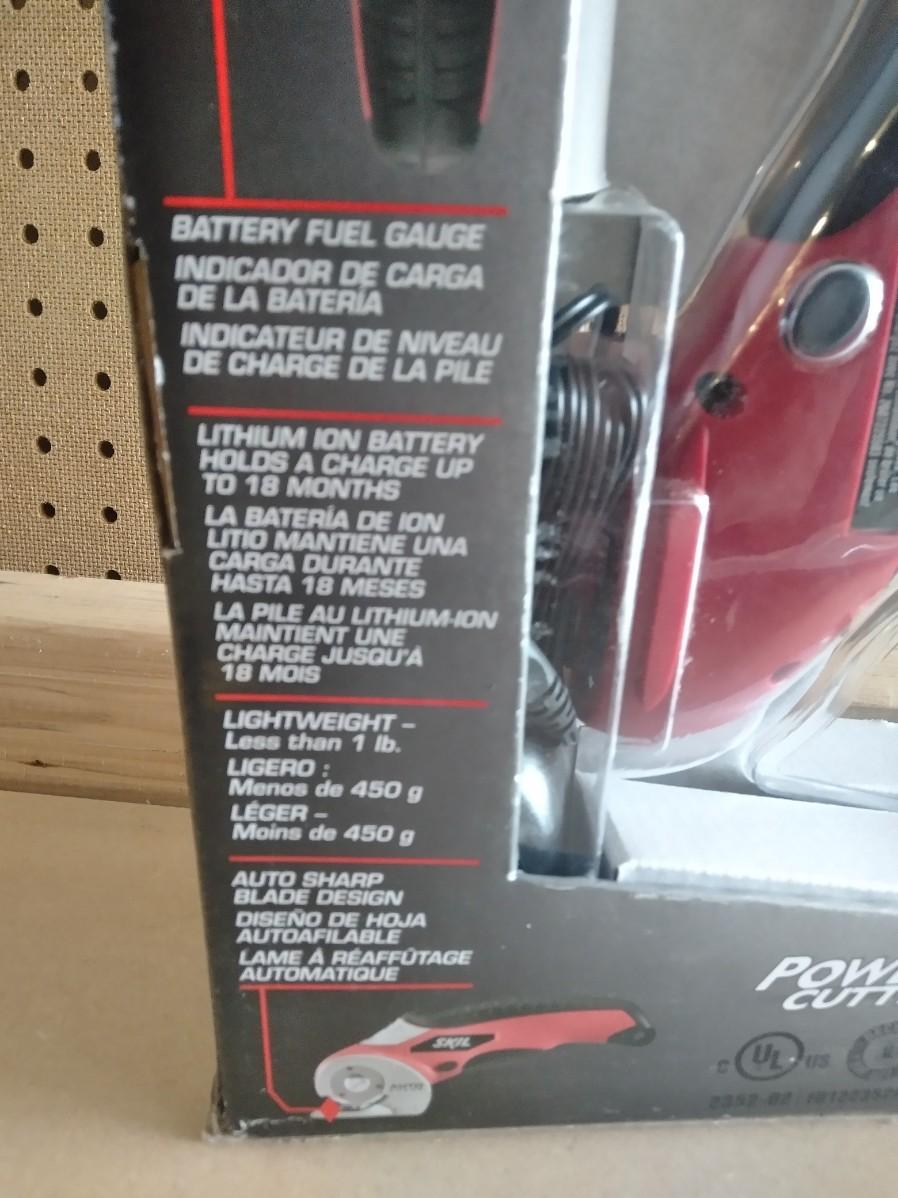 BATTERY FUEL GAUGE
INDICADOR DE CARGA
DE LA BATERÍA
INDICATEUR DE NIVEAU
DE CHARGE DE LA PILE
LITHIUM ION BATTERY
HOLDS A CHARGE UP
TO 18 MONTHS
LA BATERÍA DE ION
LITIO MANTIENE UNA
CARGA DURANTE
HASTA 18 MESES
LA PILE AU LITHIUM-ION
MAINTIENT UNE
CHARGE JUSQU'À
18 MOIS
LIGHTWEIGHT –
Less than 1 lb.
LIGERO :
Menos de 450 g
LÉGER –
Moins de 450 g
AUTO SHARP
BLADE DESIGN
DISEÑO DE HOJA
AUTOAFILABLE
LAME À RÉAFFÛTAGE
AUTOMATIQUE
SKIL
POW
CUTT
C UL US
2352-02